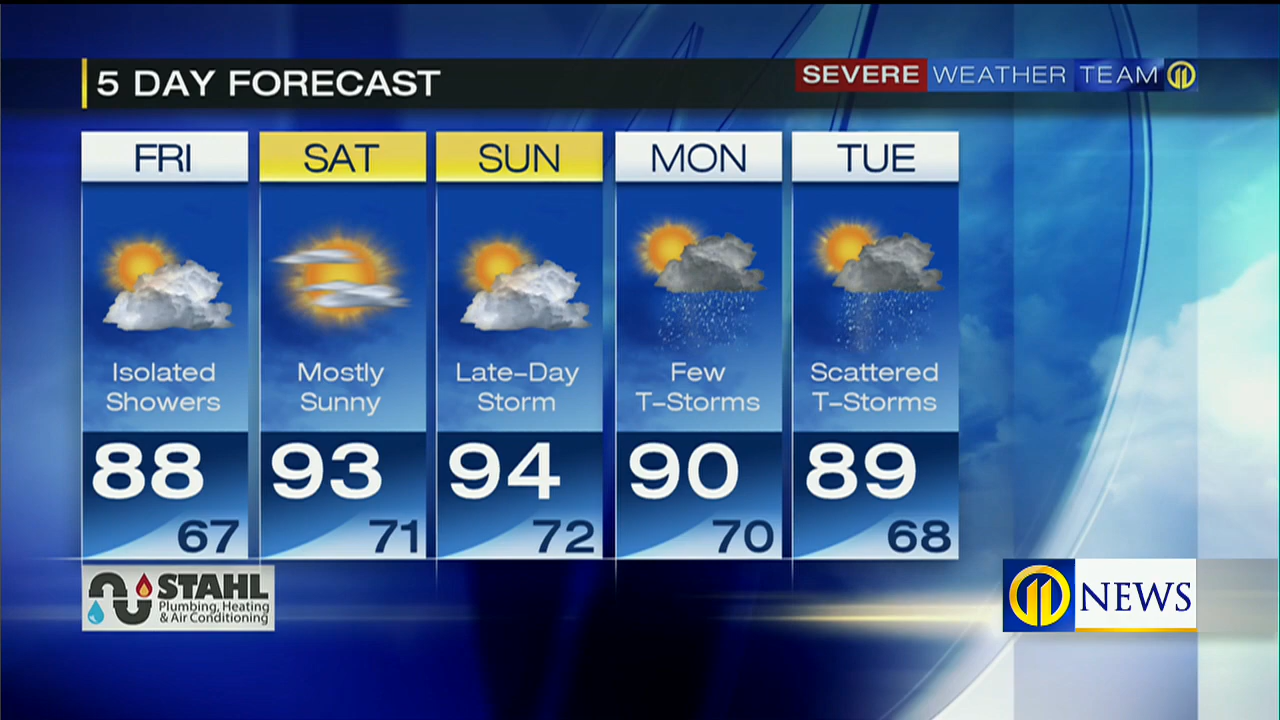 5 DAY FORECAST
SEVERE WEATHER TEAM 11
FRI SAT SUN MON TUE
Isolated Showers
Mostly Sunny
Late-Day Storm
Few T-Storms
Scattered T-Storms
88 93 94 90 89
67 71 72 70 68
STAHL
Plumbing, Heating
& Air Conditioning
11 NEWS